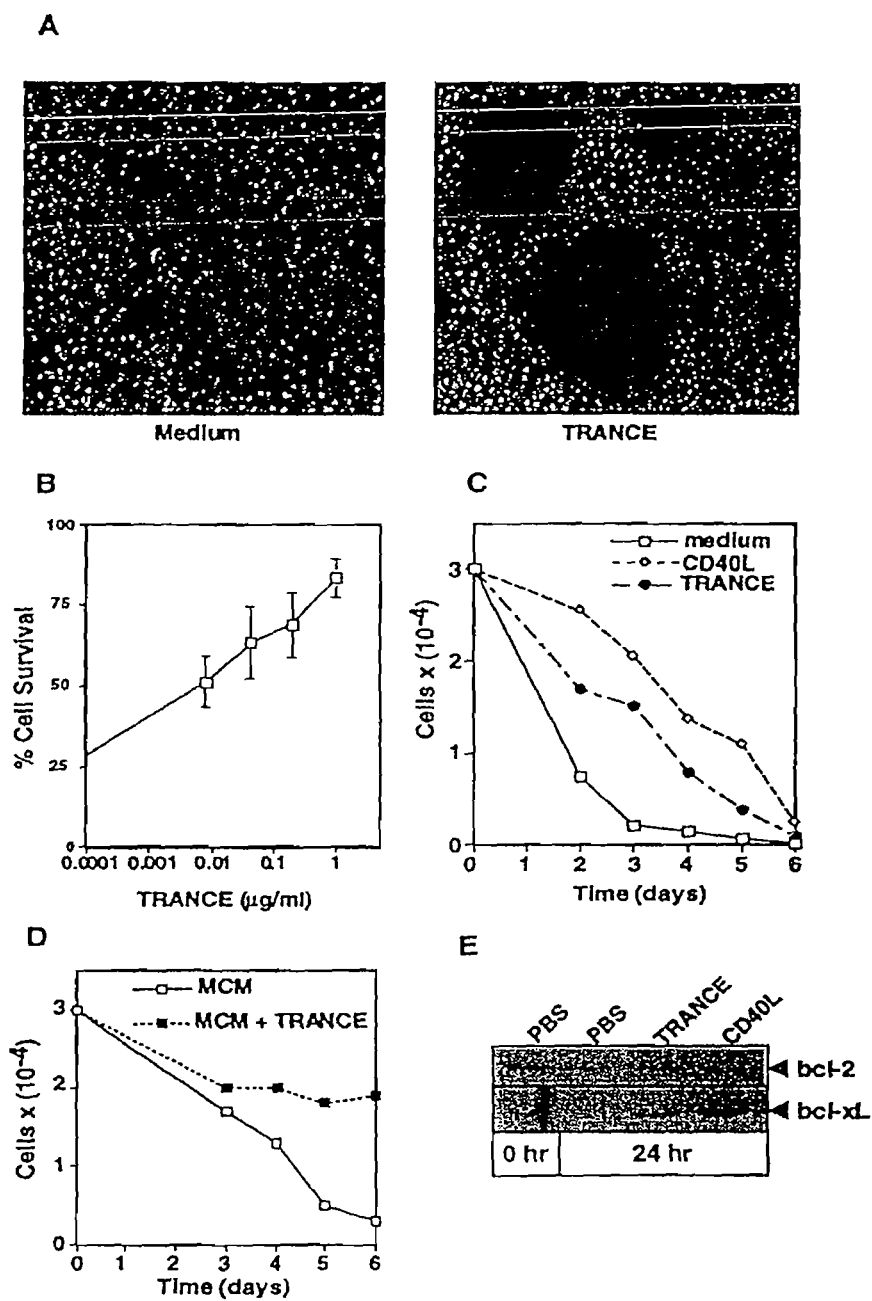 A
Medium
TRANCE
B
100
75
50
25
0
% Cell Survival
0.0001 0.001 0.01 0.1 1
TRANCE (µg/ml)
C
medium
CD40L
TRANCE
3
2
1
0
Cells x (10⁻⁴)
0 2 3 4 5 6
Time (days)
D
MCM
MCM + TRANCE
3
2
1
0
Cells x (10⁻⁴)
0 1 2 3 4 5 6
Time (days)
E
PBS PBS TRANCE CD40L
bcl-2
bcl-xL
0 hr 24 hr